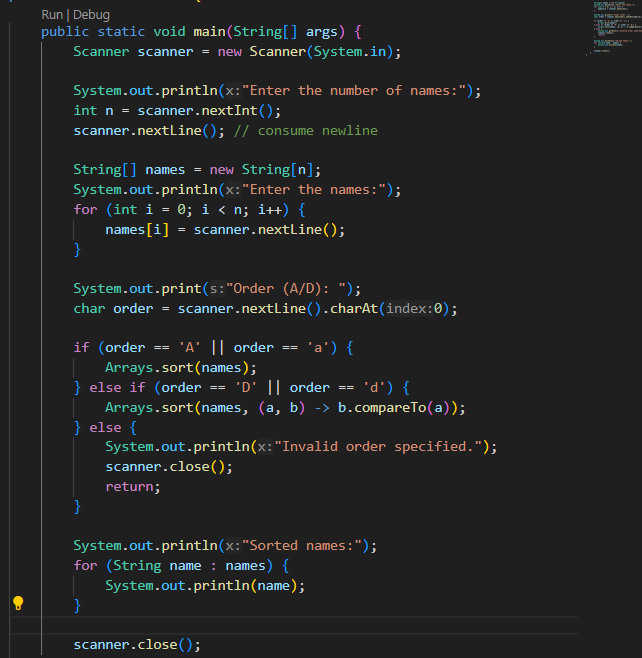 Run | Debug
public static void main(String[] args) {
Scanner scanner = new Scanner(System.in);
System.out.println(x:"Enter the number of names:");
int n = scanner.nextInt();
scanner.nextLine(); // consume newline
String[] names = new String[n];
System.out.println(x:"Enter the names:");
for (int i = 0; i < n; i++) {
names[i] = scanner.nextLine();
}
System.out.print(s:"Order (A/D): ");
char order = scanner.nextLine().charAt(index:0);
if (order == 'A' || order == 'a') {
Arrays.sort(names);
} else if (order == 'D' || order == 'd') {
Arrays.sort(names, (a, b) -> b.compareTo(a));
} else {
System.out.println(x:"Invalid order specified.");
scanner.close();
return;
}
System.out.println(x:"Sorted names:");
for (String name : names) {
System.out.println(name);
}
scanner.close();